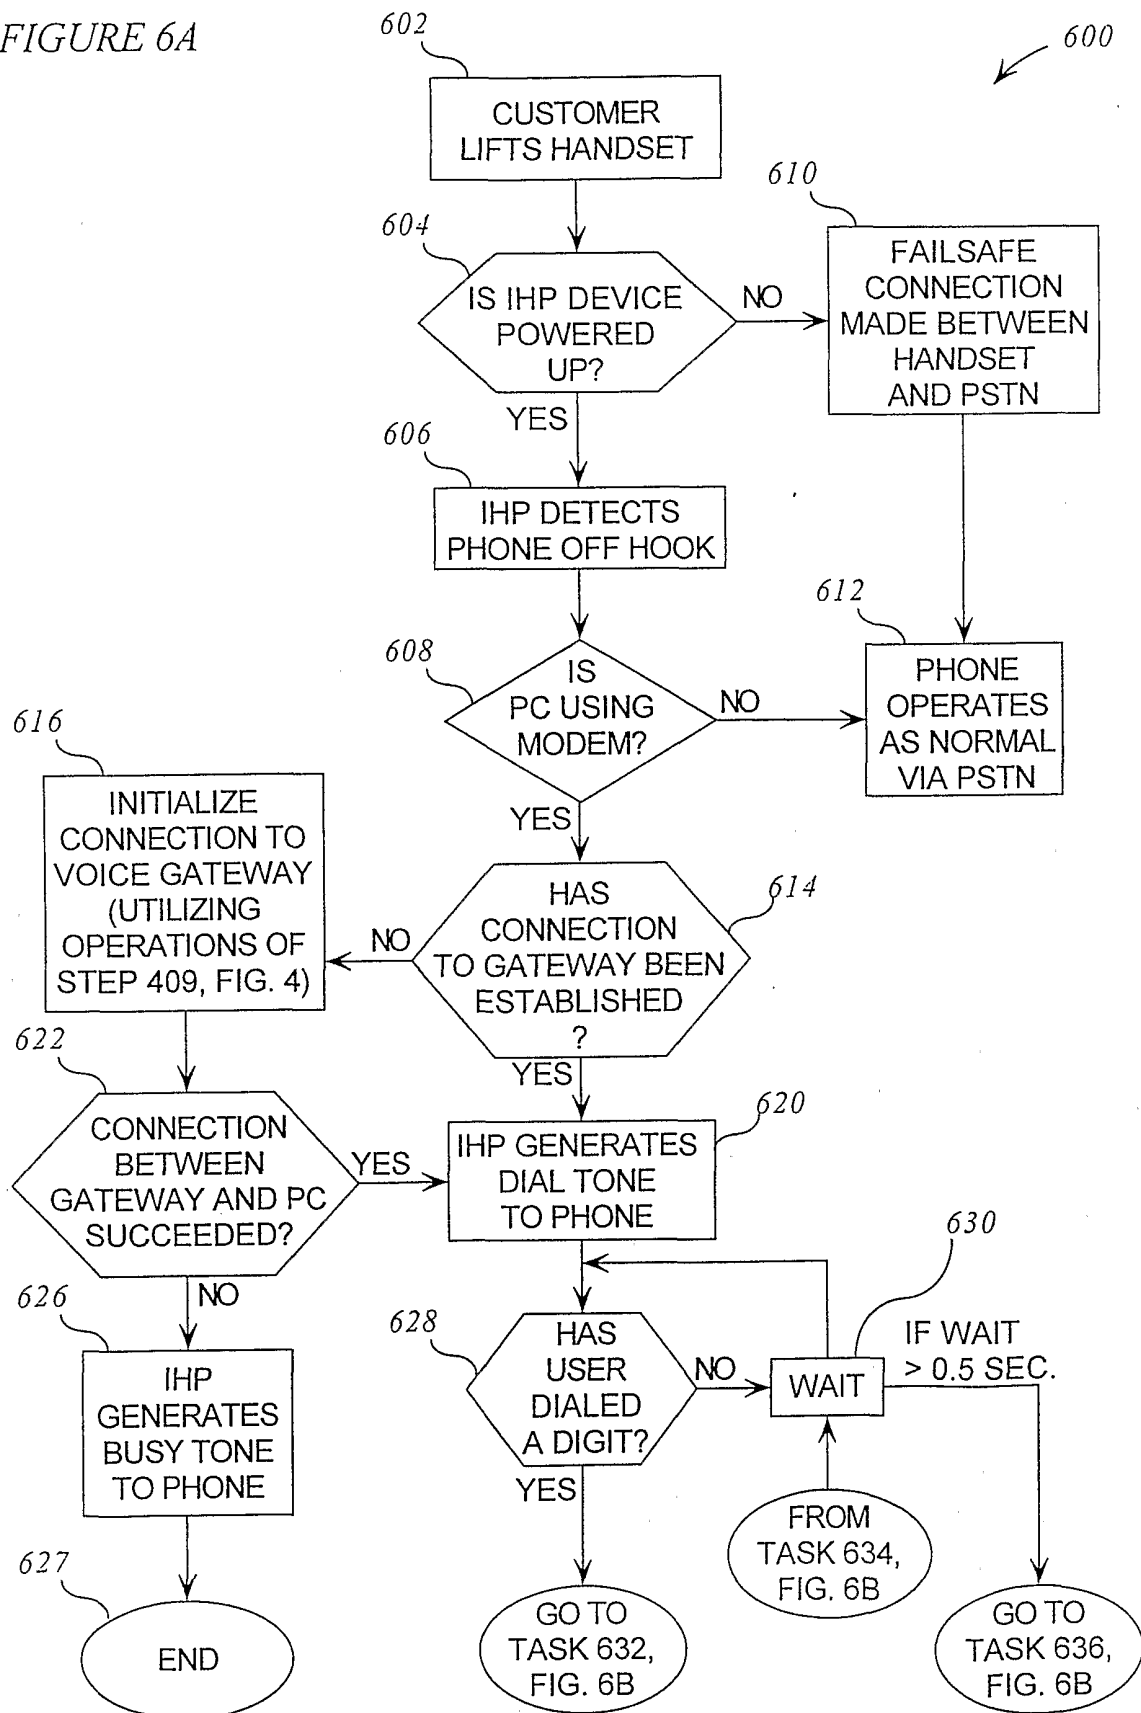 FIGURE 6A
602
600
CUSTOMER
LIFTS HANDSET
610
604
FAILSAFE
CONNECTION
MADE BETWEEN
HANDSET
AND PSTN
IS IHP DEVICE
POWERED
UP?
NO
YES
606
IHP DETECTS
PHONE OFF HOOK
612
608
IS
PC USING
MODEM?
NO
PHONE
OPERATES
AS NORMAL
VIA PSTN
616
YES
INITIALIZE
CONNECTION TO
VOICE GATEWAY
(UTILIZING
OPERATIONS OF
STEP 409, FIG. 4)
614
HAS
CONNECTION
TO GATEWAY BEEN
ESTABLISHED
?
NO
622
YES
620
CONNECTION
BETWEEN
GATEWAY AND PC
SUCCEEDED?
YES
IHP GENERATES
DIAL TONE
TO PHONE
630
NO
626
628
HAS
USER
DIALED
A DIGIT?
NO
WAIT
IF WAIT
> 0.5 SEC.
IHP
GENERATES
BUSY TONE
TO PHONE
YES
FROM
TASK 634,
FIG. 6B
627
END
GO TO
TASK 632,
FIG. 6B
GO TO
TASK 636,
FIG. 6B